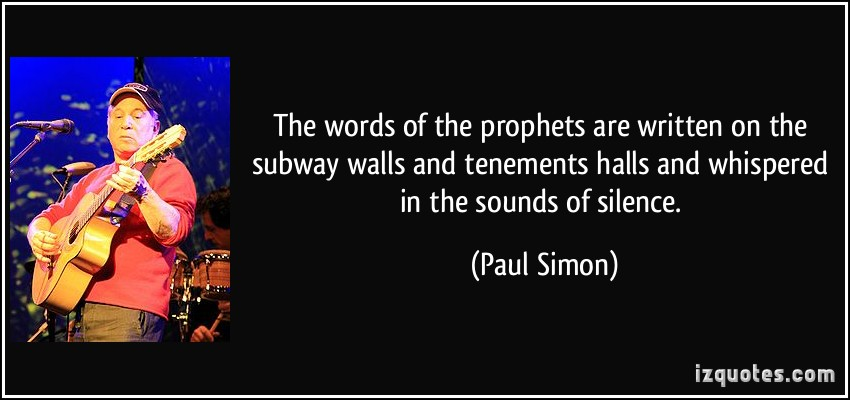 The words of the prophets are written on the
subway walls and tenements halls and whispered
in the sounds of silence.
(Paul Simon)
izquotes.com